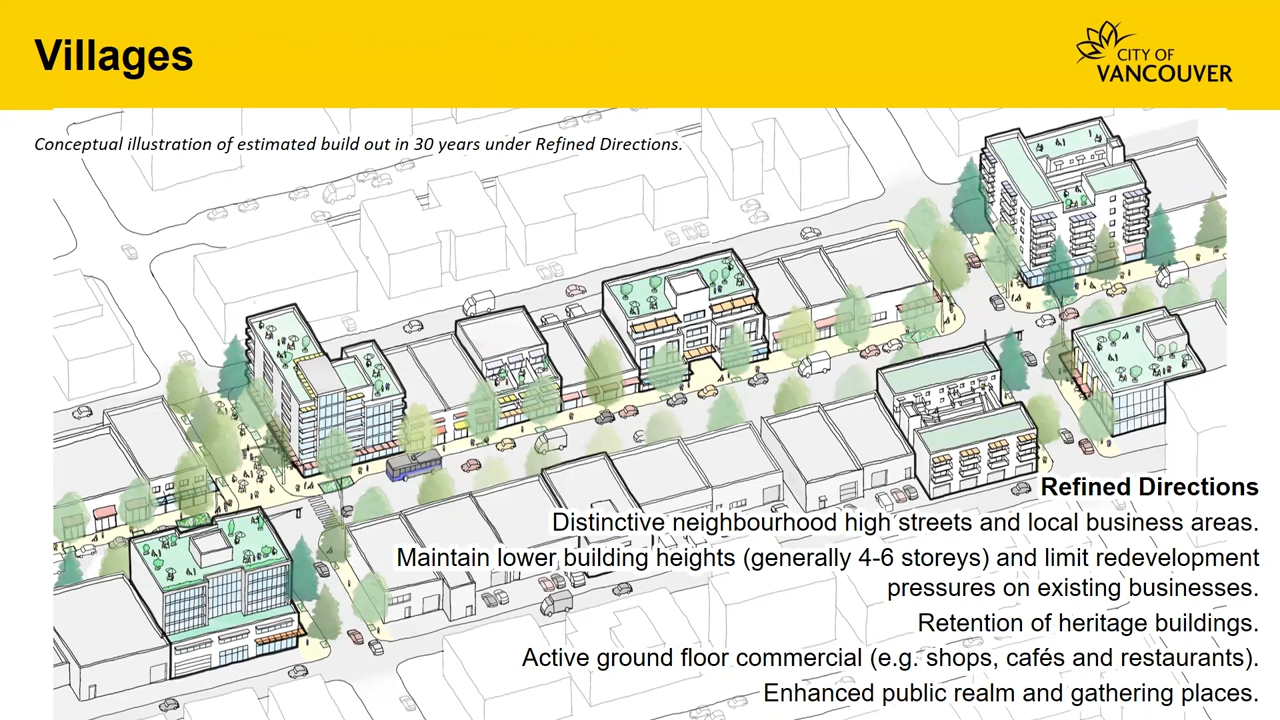 Villages
CITY OF
VANCOUVER
Conceptual illustration of estimated build out in 30 years under Refined Directions.
Refined Directions
Distinctive neighbourhood high streets and local business areas.
Maintain lower building heights (generally 4-6 storeys) and limit redevelopment
pressures on existing businesses.
Retention of heritage buildings.
Active ground floor commercial (e.g. shops, cafés and restaurants).
Enhanced public realm and gathering places.